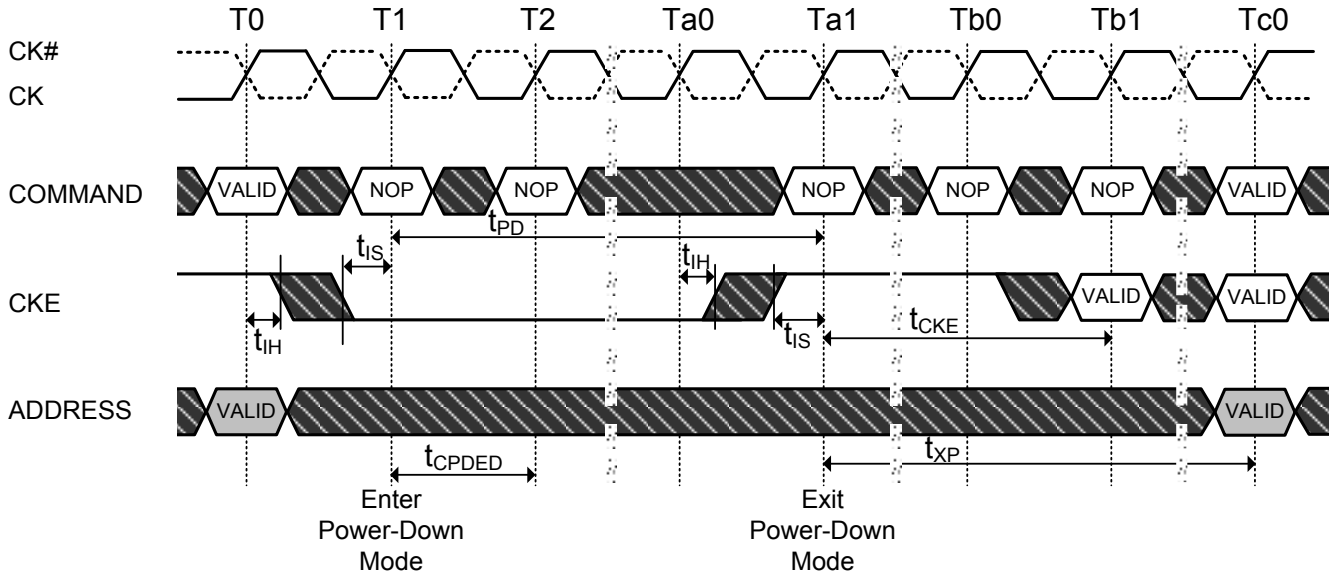 T0 T1 T2 Ta0 Ta1 Tb0 Tb1 Tc0
CK#
CK
COMMAND VALID NOP NOP NOP NOP NOP VALID
tPD
tIS tIH
CKE VALID VALID
tIH tIS tCKE
ADDRESS VALID VALID
tCPDED tXP
Enter
Power-Down
Mode
Exit
Power-Down
Mode